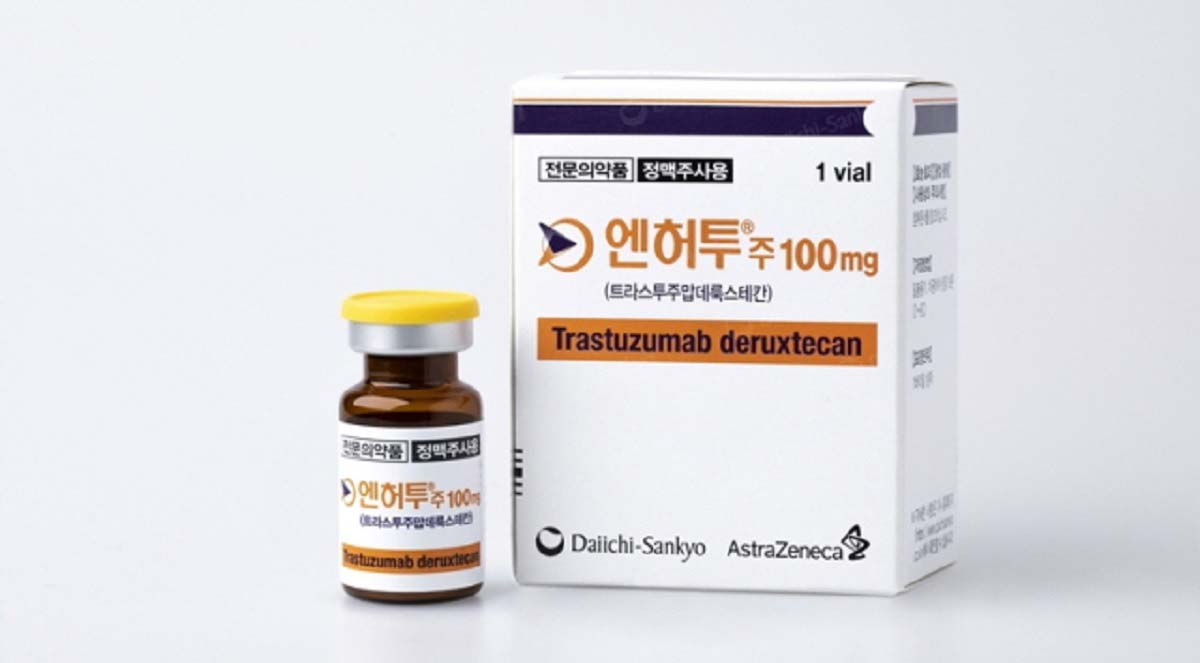 전문의약품 정맥주사용 1 vial
엔허투®주 100mg
(트라스투주맙데룩스테칸)
Trastuzumab deruxtecan
Daiichi-Sankyo AstraZeneca
전문의약품 정맥주사용
엔허투®주 100mg
(트라스투주맙데룩스테칸)
Trastuzumab deruxtecan